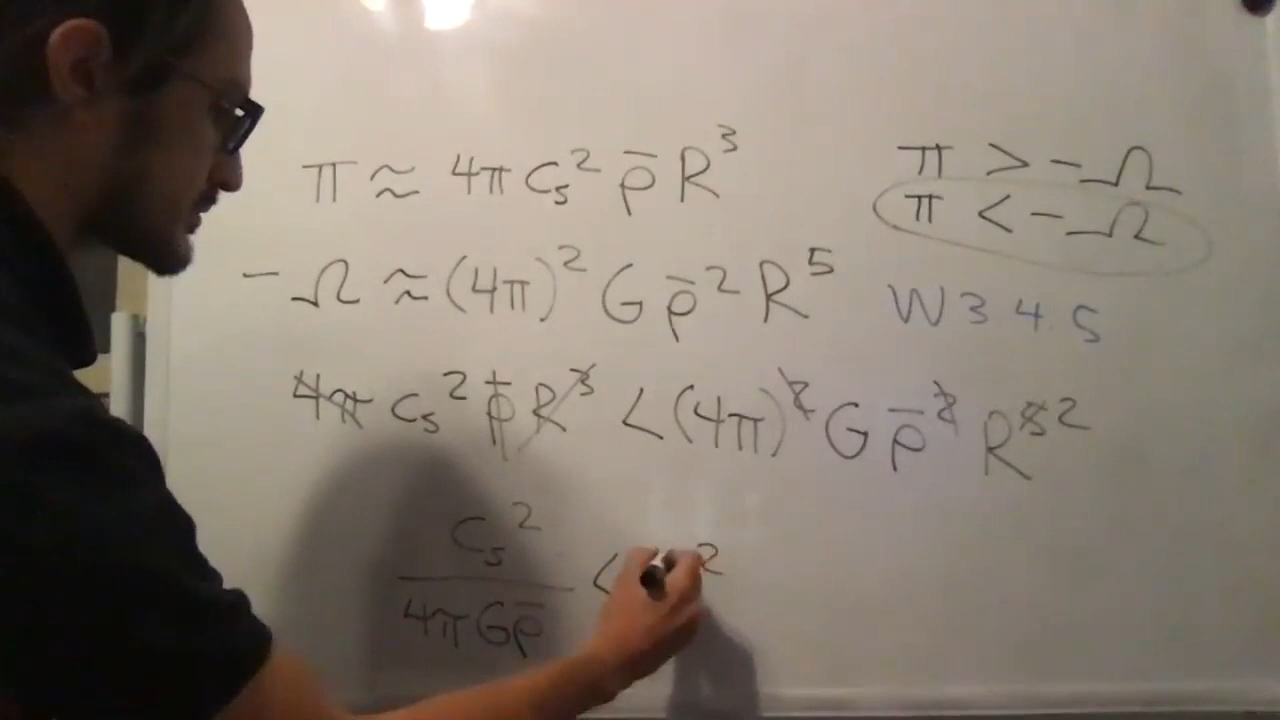 π ≈ 4π c_s² ρ̄ R³
π > -Ω
π < -Ω
-Ω ≈ (4π)² G ρ̄² R⁵
W 3 4.5
4π c_s² ρ̄ R³ < (4π)² G ρ̄² R⁵ 2
c_s²
4πGρ̄
< ²